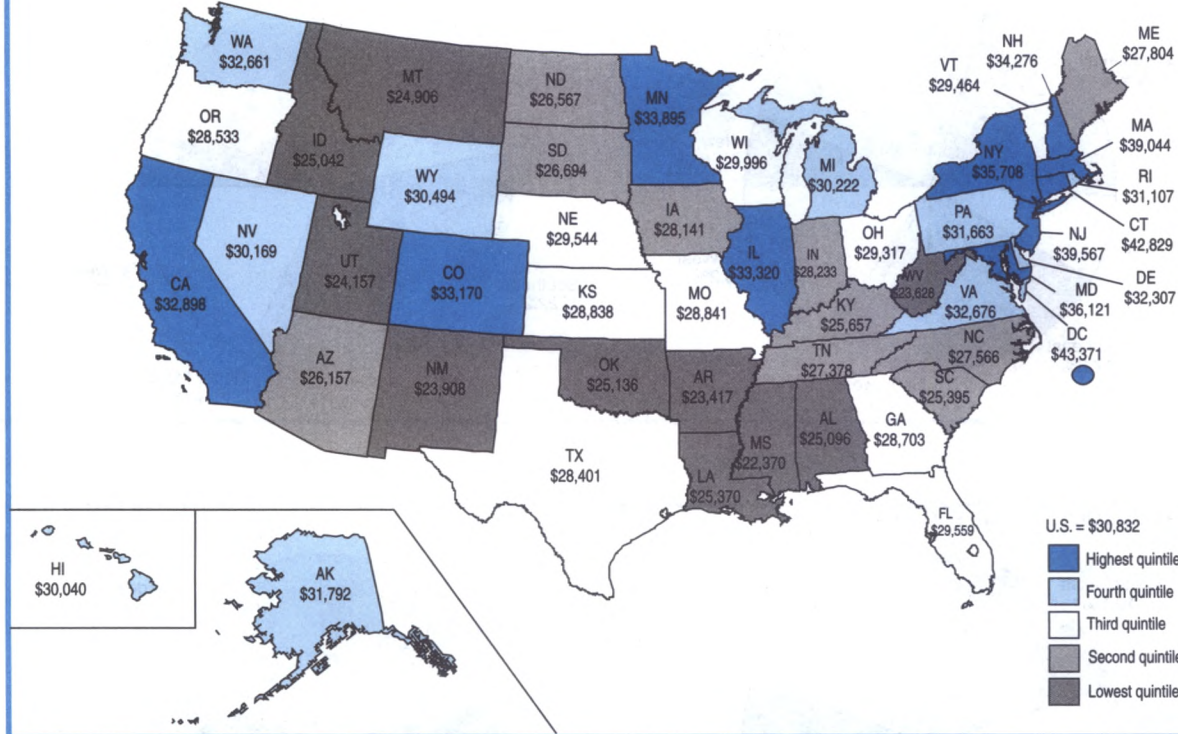 WA
$32,661
OR
$28,533
CA
$32,898
NV
$30,169
ID
$25,042
MT
$24,906
WY
$30,494
UT
$24,157
CO
$33,170
AZ
$26,157
NM
$23,908
ND
$26,567
SD
$26,694
NE
$29,544
KS
$28,838
OK
$25,136
TX
$28,401
MN
$33,895
IA
$28,141
MO
$28,841
AR
$23,417
LA
$25,370
WI
$29,996
IL
$33,320
MI
$30,222
IN
$28,233
OH
$29,317
KY
$25,657
TN
$27,378
MS
$22,370
AL
$25,096
GA
$28,703
FL
$29,559
SC
$25,395
NC
$27,566
VA
$32,676
WV
$23,628
PA
$31,663
NY
$35,708
VT
$29,464
NH
$34,276
ME
$27,804
MA
$39,044
RI
$31,107
CT
$42,829
NJ
$39,567
DE
$32,307
MD
$36,121
DC
$43,371
HI
$30,040
AK
$31,792
U.S. = $30,832
Highest quintile
Fourth quintile
Third quintile
Second quintile
Lowest quintile